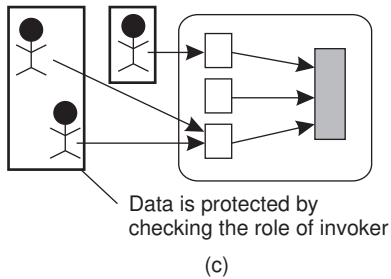 Data is protected by
checking the role of invoker
(c)